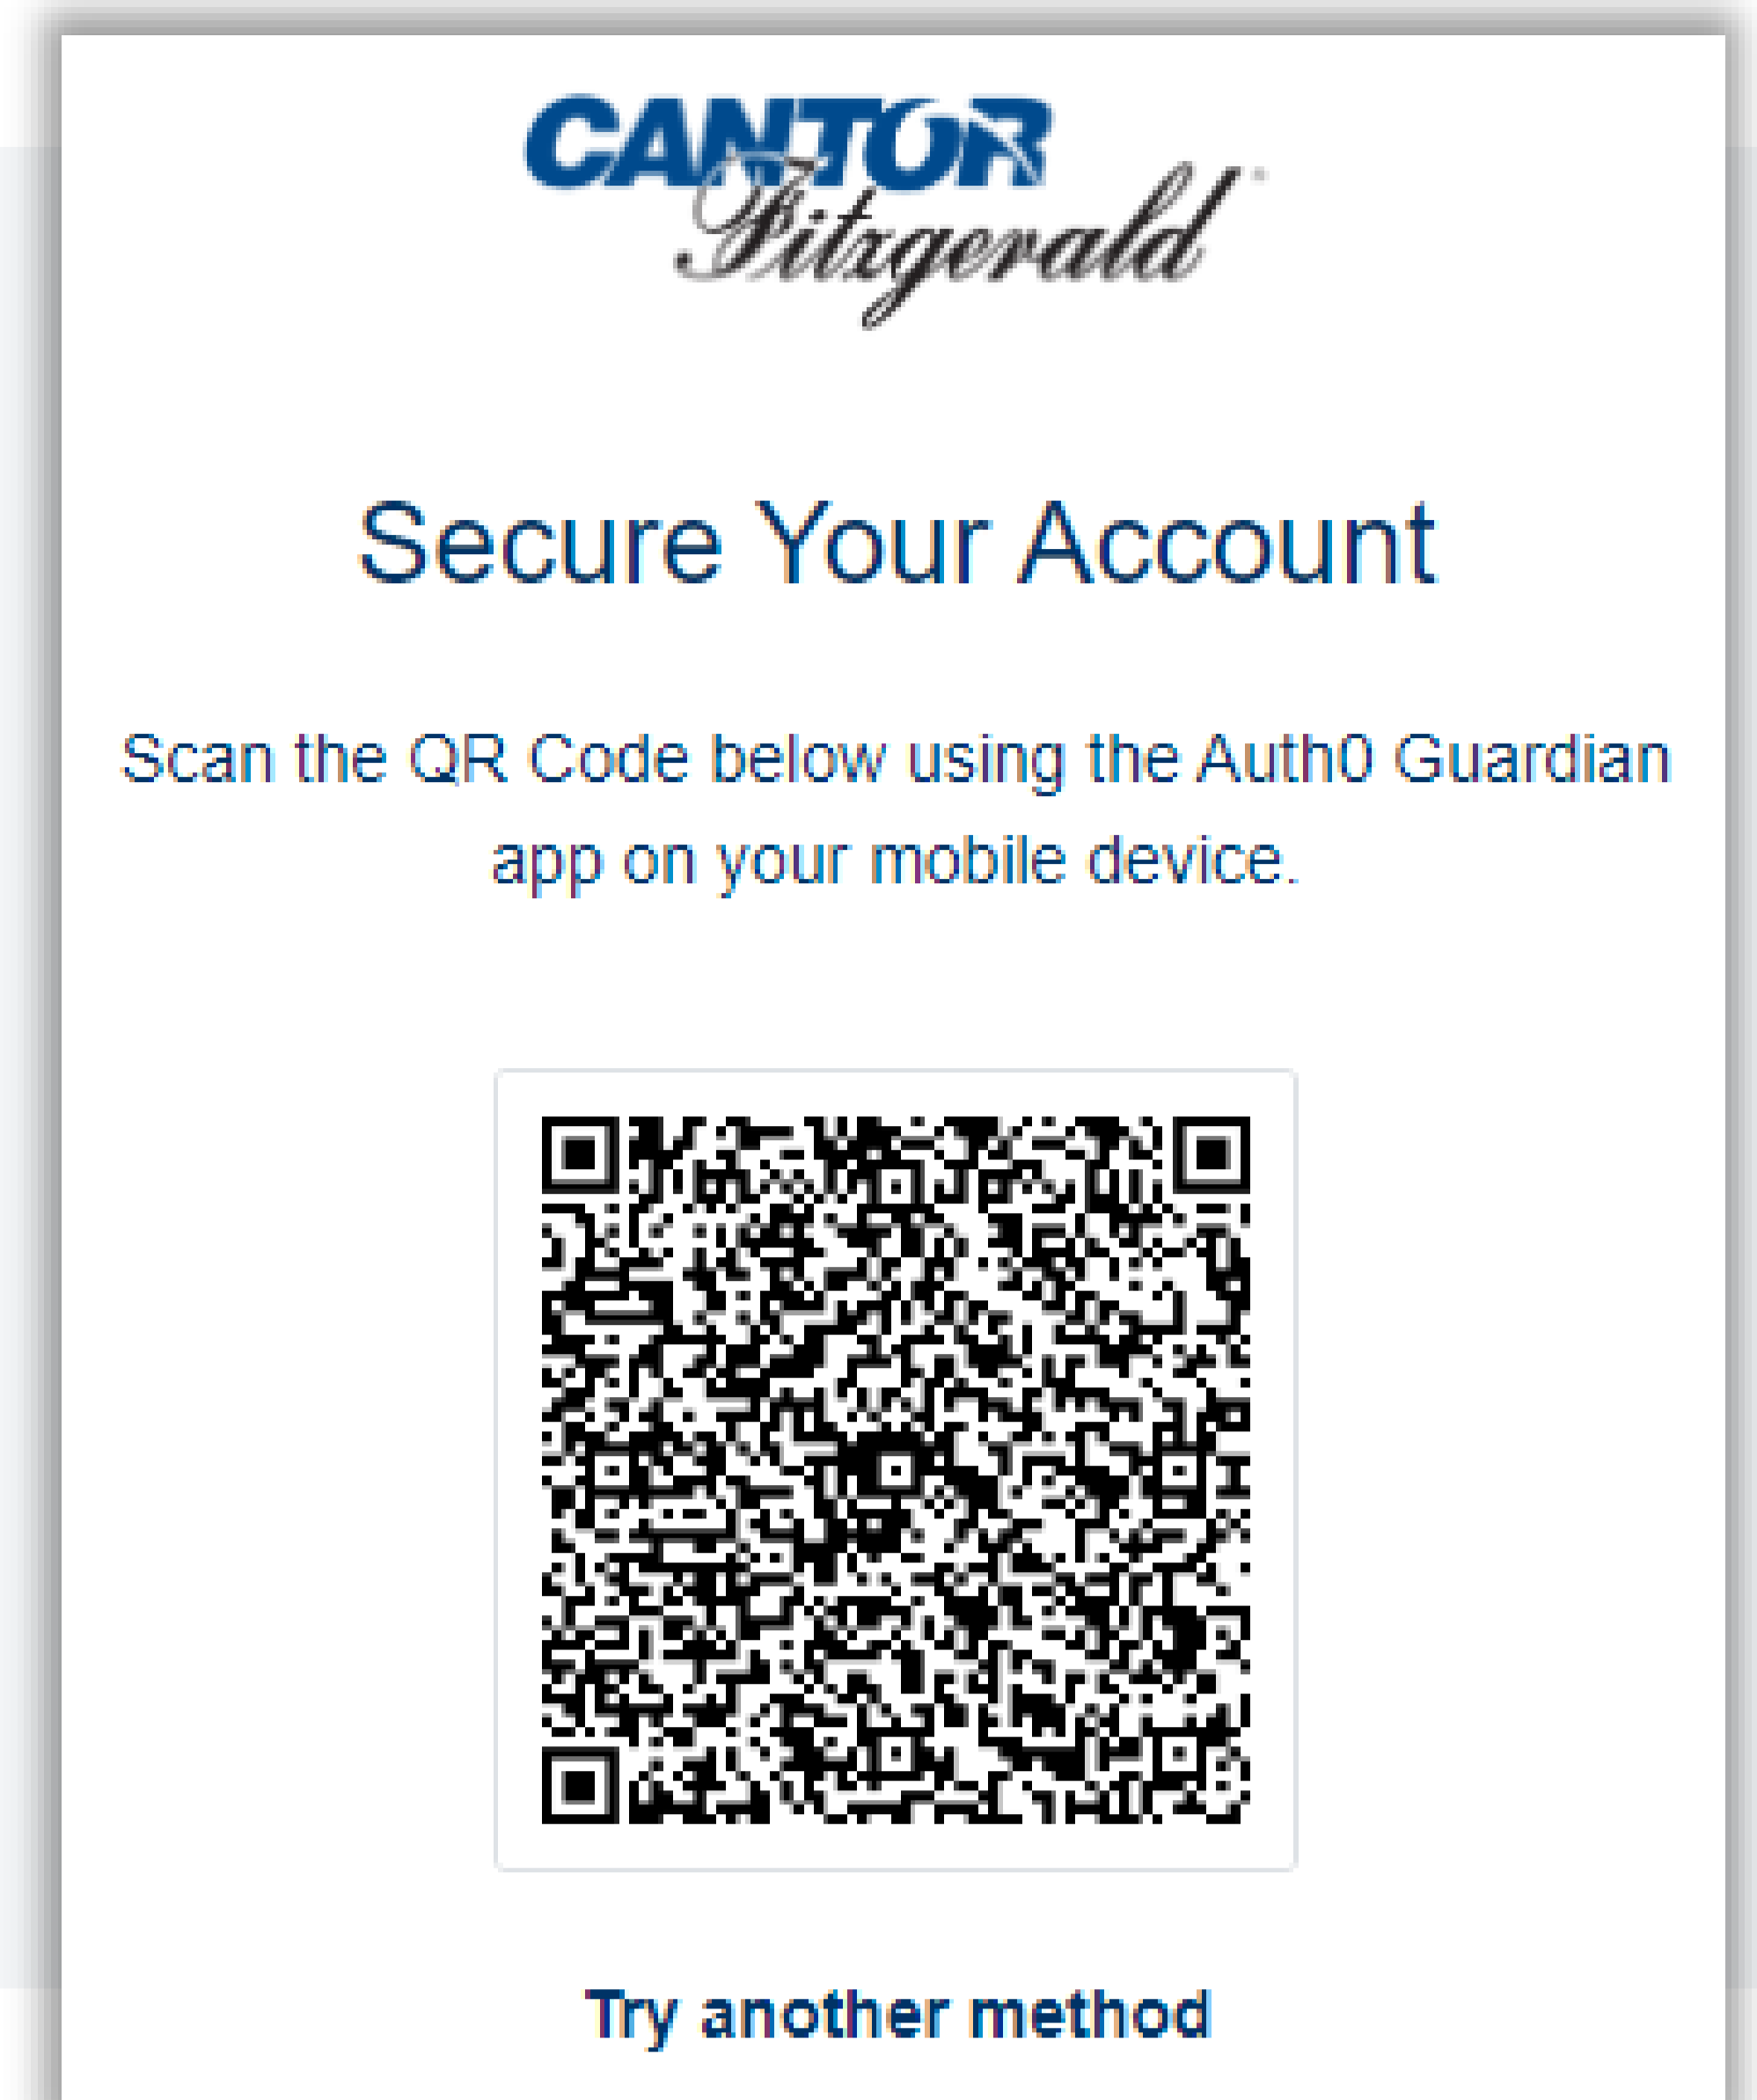 CANTOR
Fitzgerald
Secure Your Account
Scan the QR Code below using the Auth0 Guardian
app on your mobile device.
Try another method